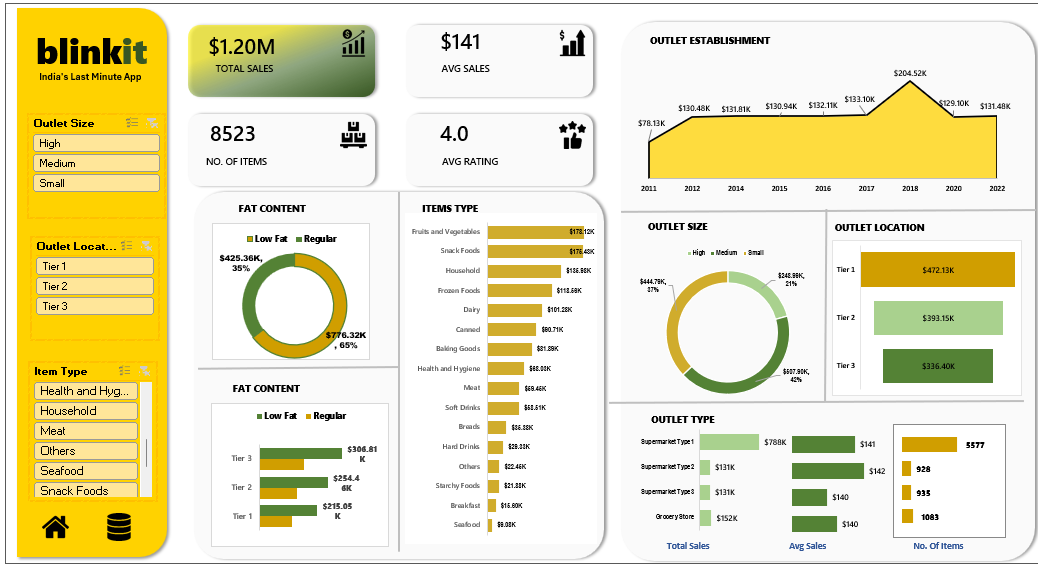 blinkit
India's Last Minute App
Outlet Size
High
Medium
Small
Outlet Locat...
Tier 1
Tier 2
Tier 3
Item Type
Health and Hyg...
Household
Meat
Others
Seafood
Snack Foods
$1.20M
TOTAL SALES
$141
AVG SALES
8523
NO. OF ITEMS
4.0
AVG RATING
FAT CONTENT
Low Fat Regular
$425.36K,
35%
$776.32K
, 65%
FAT CONTENT
Low Fat Regular
Tier 3
$306.81
K
Tier 2
$254.4
6K
Tier 1
$215.05
K
ITEMS TYPE
Fruits and Vegetables $178.12K
Snack Foods $175.43K
Household $135.98K
Frozen Foods $118.56K
Dairy $101.28K
Canned $90.71K
Baking Goods $81.89K
Health and Hygiene $68.03K
Meat $59.45K
Soft Drinks $58.51K
Breads $35.38K
Hard Drinks $29.33K
Others $22.45K
Starchy Foods $21.88K
Breakfast $15.60K
Seafood $9.08K
OUTLET ESTABLISHMENT
$78.13K
$130.48K
$131.81K
$130.94K
$132.11K
$133.10K
$204.52K
$129.10K
$131.48K
2011 2012 2014 2015 2016 2017 2018 2020 2022
OUTLET SIZE
High Medium Small
$444.79K,
37%
$248.99K,
21%
$507.90K,
42%
OUTLET LOCATION
Tier 1 $472.13K
Tier 2 $393.15K
Tier 3 $336.40K
OUTLET TYPE
Supermarket Type1 $788K $141 5577
Supermarket Type2 $131K $142 928
Supermarket Type3 $131K $140 935
Grocery Store $152K $140 1083
Total Sales Avg Sales No. Of Items